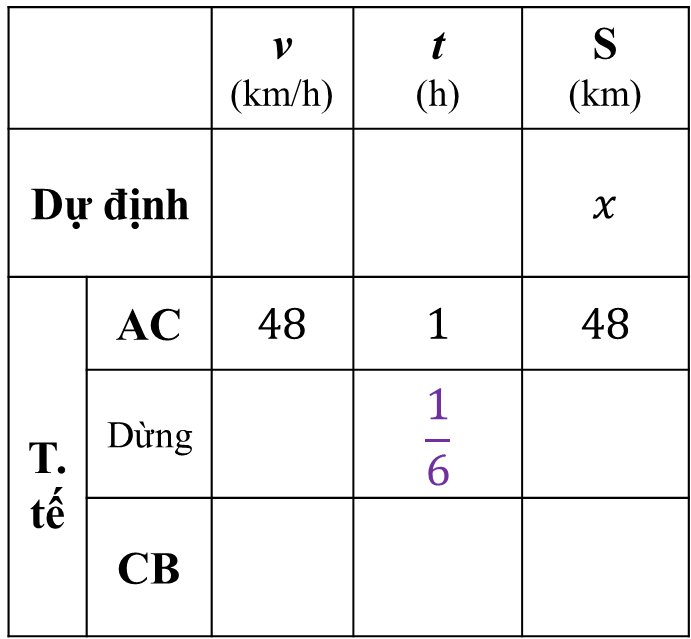 v t S
(km/h) (h) (km)
Dự định x
AC 48 1 48
Dừng 1/6
T.
tế
CB